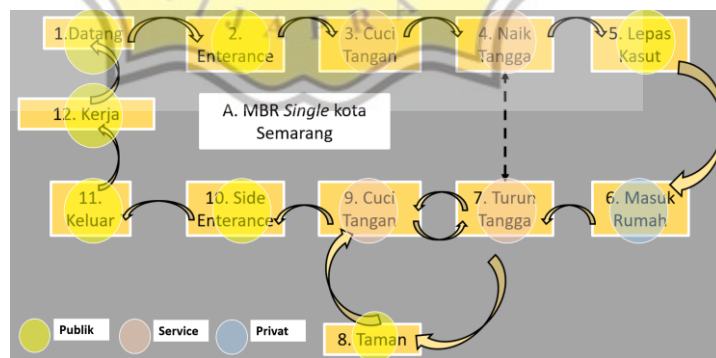 1.Datang
2.
Enterance
3. Cuci
Tangan
4. Naik
Tangga
5. Lepas
Kasut
12. Kerja
A. MBR Single kota
Semarang
11.
Keluar
10. Side
Enterance
9. Cuci
Tangan
7. Turun
Tangga
6. Masuk
Rumah
8. Taman
Publik
Service
Privat